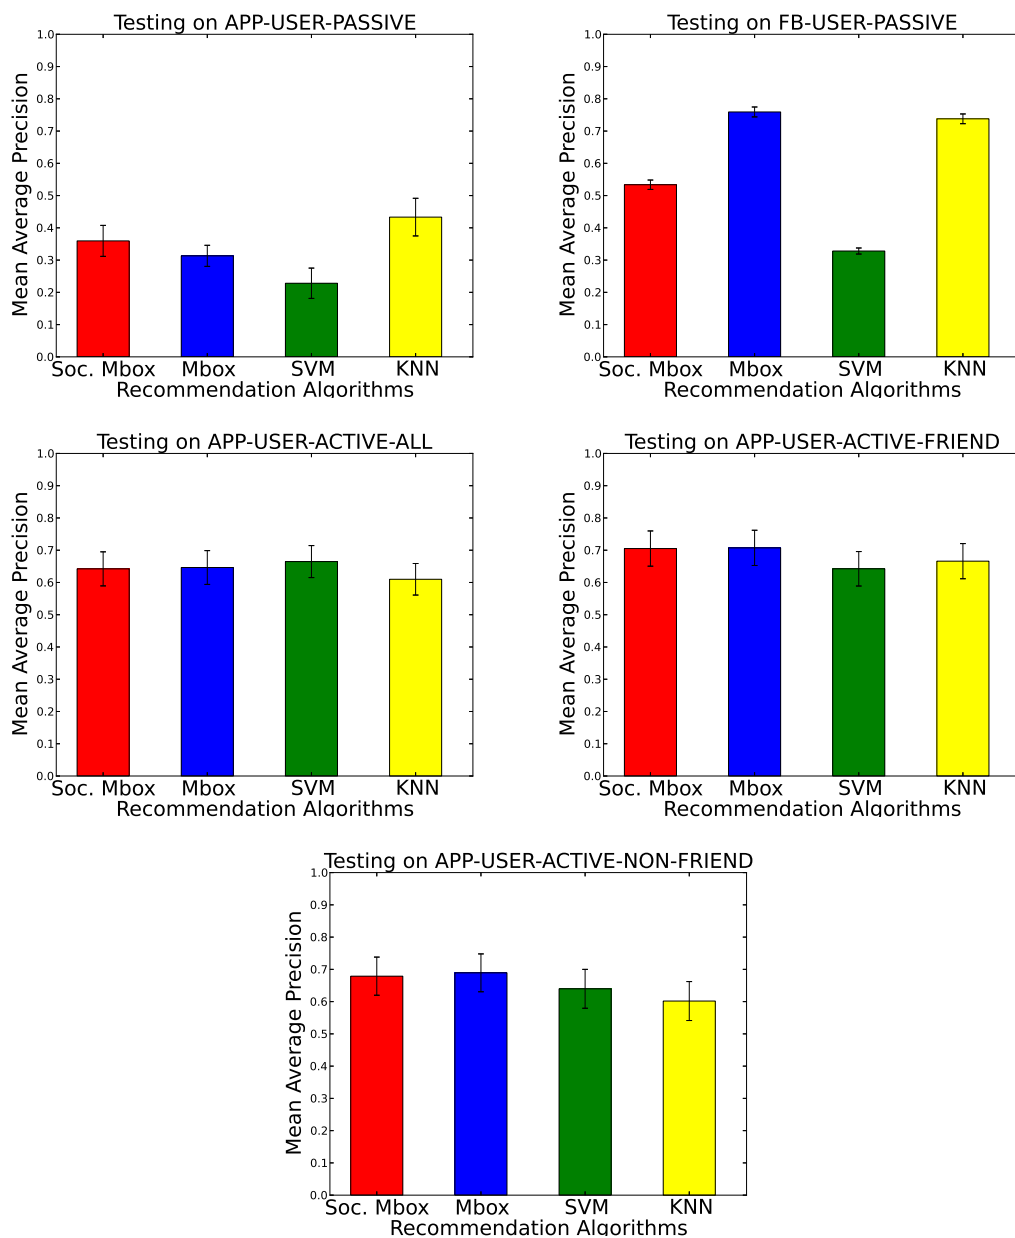 Testing on APP-USER-PASSIVE
1.0
0.9
0.8
0.7
0.6
0.5
0.4
0.3
0.2
0.1
0.0
Mean Average Precision
Soc. Mbox Mbox SVM KNN
Recommendation Algorithms
Testing on FB-USER-PASSIVE
1.0
0.9
0.8
0.7
0.6
0.5
0.4
0.3
0.2
0.1
0.0
Mean Average Precision
Soc. Mbox Mbox SVM KNN
Recommendation Algorithms
Testing on APP-USER-ACTIVE-ALL
1.0
0.9
0.8
0.7
0.6
0.5
0.4
0.3
0.2
0.1
0.0
Mean Average Precision
Soc. Mbox Mbox SVM KNN
Recommendation Algorithms
Testing on APP-USER-ACTIVE-FRIEND
1.0
0.9
0.8
0.7
0.6
0.5
0.4
0.3
0.2
0.1
0.0
Mean Average Precision
Soc. Mbox Mbox SVM KNN
Recommendation Algorithms
Testing on APP-USER-ACTIVE-NON-FRIEND
1.0
0.9
0.8
0.7
0.6
0.5
0.4
0.3
0.2
0.1
0.0
Mean Average Precision
Soc. Mbox Mbox SVM KNN
Recommendation Algorithms